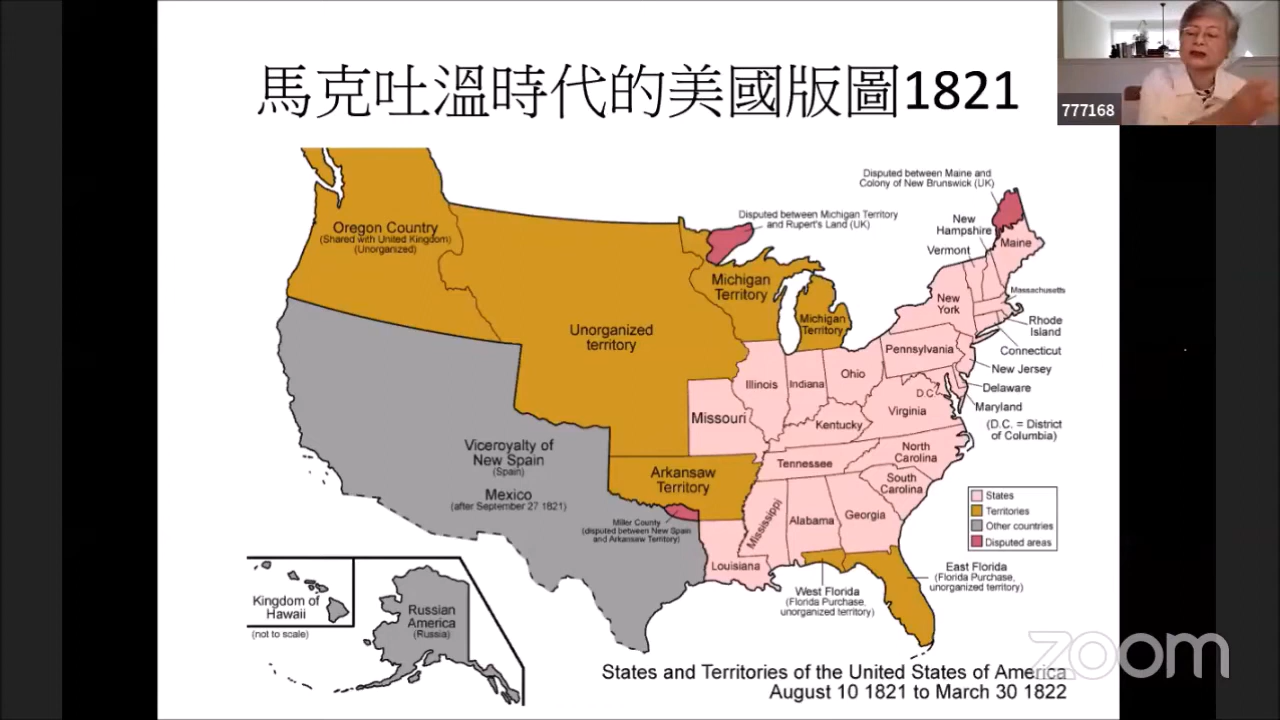 馬克吐溫時代的美國版圖1821
777168
Disputed between Maine and
Colony of New Brunswick (UK)
Disputed between Michigan Territory
and Rupert's Land (UK)
New
Hampshire
Vermont
Maine
Oregon Country
(Shared with United Kingdom)
(Unorganized)
Michigan
Territory
Michigan
Territory
Massachusetts
New
York
Rhode
Island
Unorganized
territory
Pennsylvania
Connecticut
New Jersey
Ohio
Illinois
Indiana
Delaware
D.C.
Maryland
Virginia
Missouri
Kentucky
(D.C. = District
of Columbia)
Viceroyalty of
New Spain
(Spain)
North
Carolina
Tennessee
Arkansaw
Territory
South
Carolina
Mexico
(after September 27 1821)
States
Territories
Other countries
Disputed areas
Mississippi
Alabama
Georgia
Miller County
(disputed between New Spain
and Arkansaw Territory)
Louisiana
East Florida
(Florida Purchase,
unorganized territory)
West Florida
(Florida Purchase,
unorganized territory)
Kingdom of
Hawaii
(not to scale)
Russian
America
(Russia)
zoom
States and Territories of the United States of America
August 10 1821 to March 30 1822